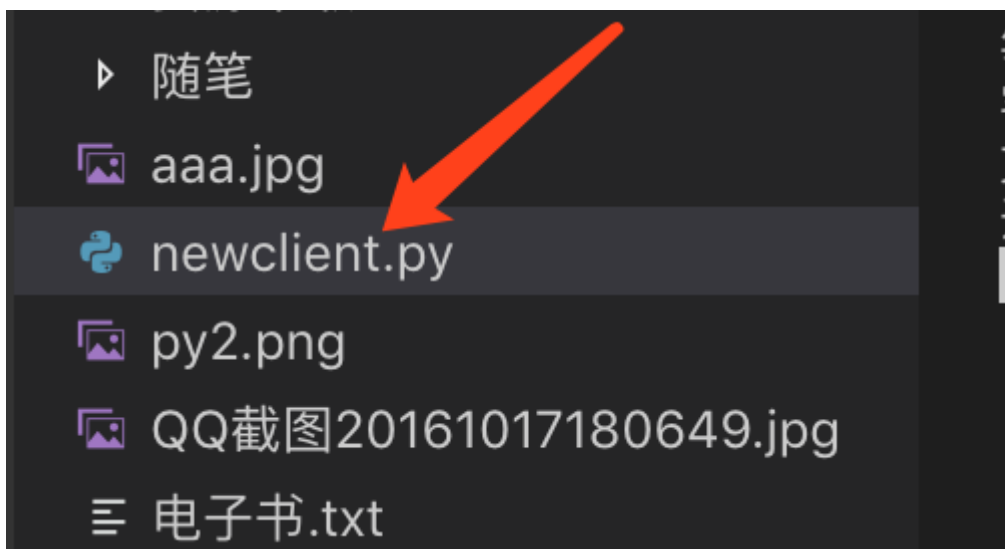 随笔
aaa.jpg
newclient.py
py2.png
QQ截图20161017180649.jpg
电子书.txt